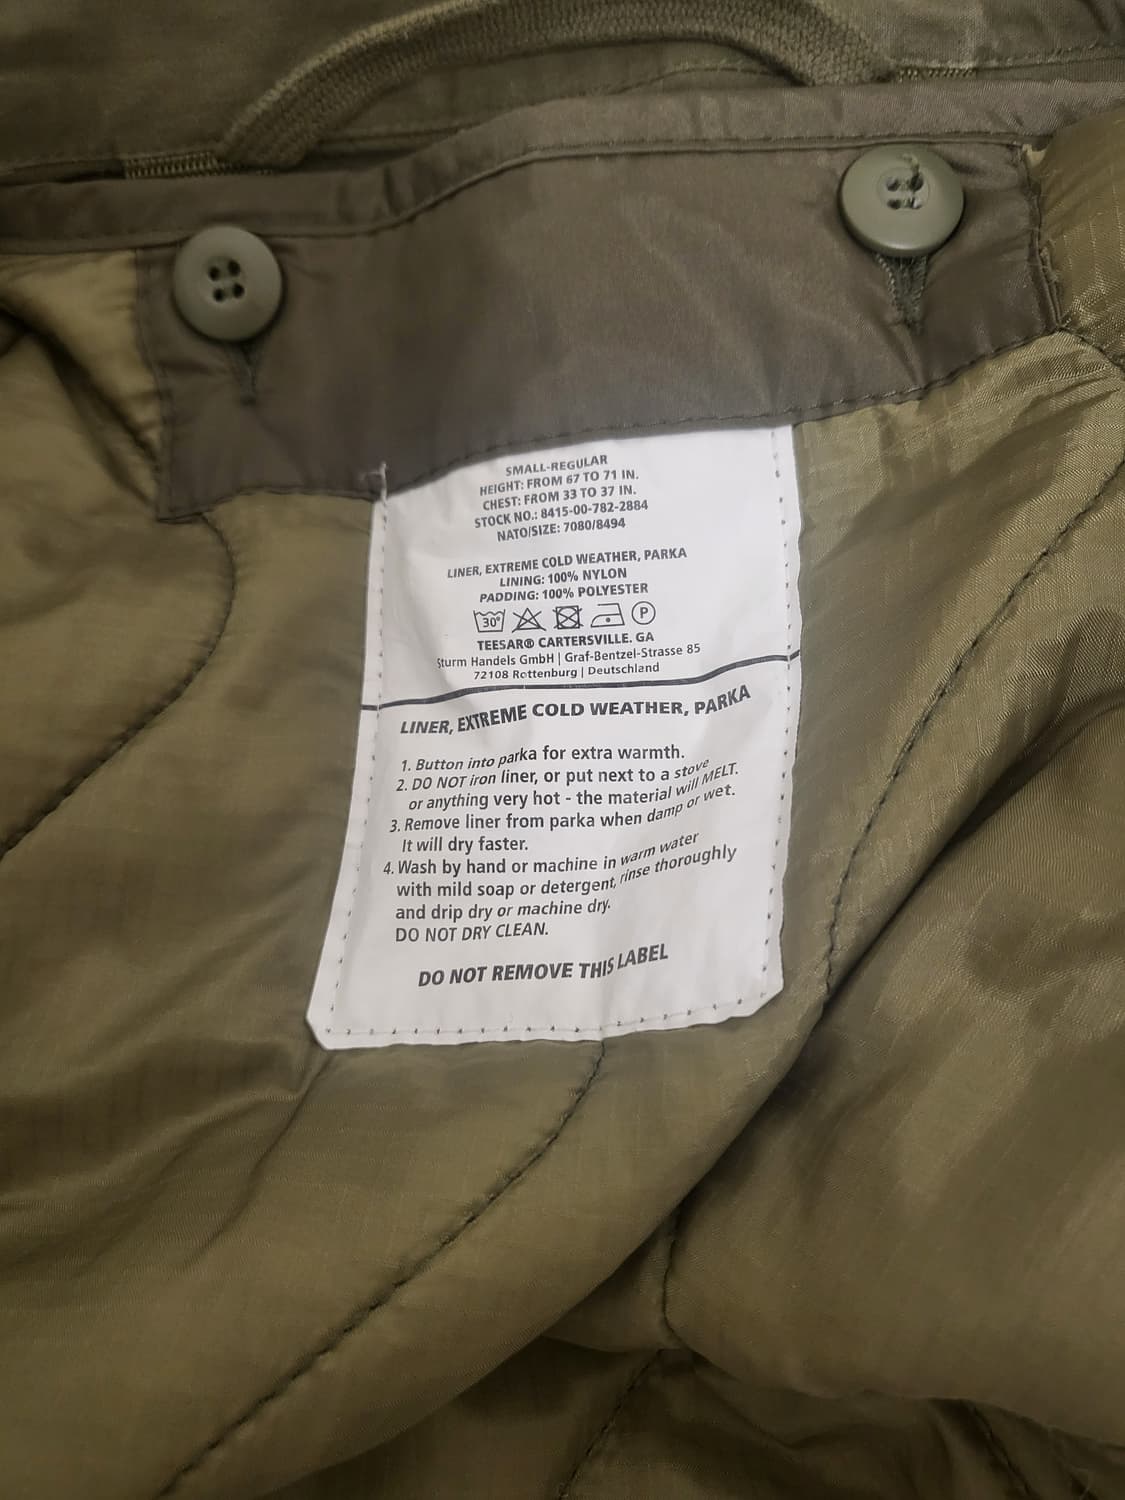 SMALL-REGULAR
HEIGHT: FROM 67 TO 71 IN.
CHEST: FROM 33 TO 37 IN.
STOCK NO.: 8415-00-782-2884
NATO/SIZE: 7080/8494
LINER, EXTREME COLD WEATHER, PARKA
LINING: 100% NYLON
PADDING: 100% POLYESTER
30° P
TEESAR® CARTERSVILLE. GA
Sturm Handels GmbH | Graf-Bentzel-Strasse 85
72108 Rottenburg | Deutschland
LINER, EXTREME COLD WEATHER, PARKA
1. Button into parka for extra warmth.
2. DO NOT iron liner, or put next to a stove
or anything very hot - the material will MELT.
3. Remove liner from parka when damp or wet.
It will dry faster.
4. Wash by hand or machine in warm water
with mild soap or detergent, rinse thoroughly
and drip dry or machine dry.
DO NOT DRY CLEAN.
DO NOT REMOVE THIS LABEL